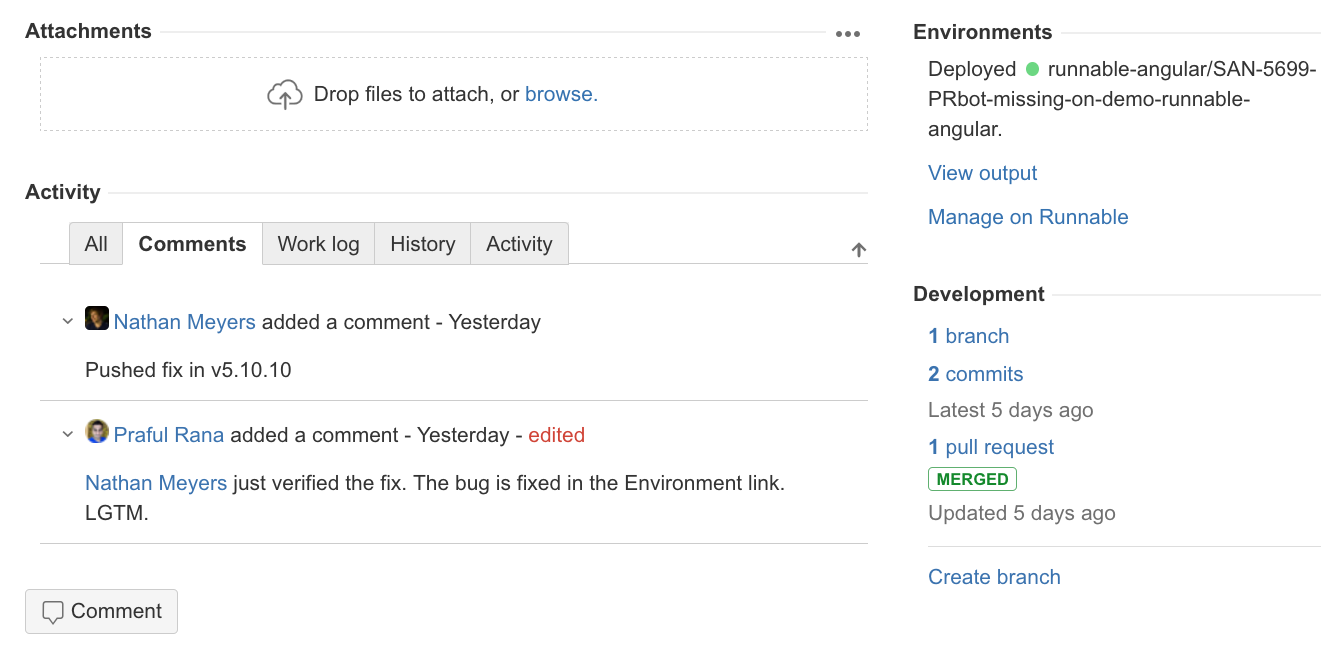 Attachments
Drop files to attach, or browse.
Activity
All Comments Work log History Activity
Nathan Meyers added a comment - Yesterday
Pushed fix in v5.10.10
Praful Rana added a comment - Yesterday - edited
Nathan Meyers just verified the fix. The bug is fixed in the Environment link.
LGTM.
Comment
Environments
Deployed runnable-angular/SAN-5699-
PRbot-missing-on-demo-runnable-
angular.
View output
Manage on Runnable
Development
1 branch
2 commits
Latest 5 days ago
1 pull request
MERGED
Updated 5 days ago
Create branch